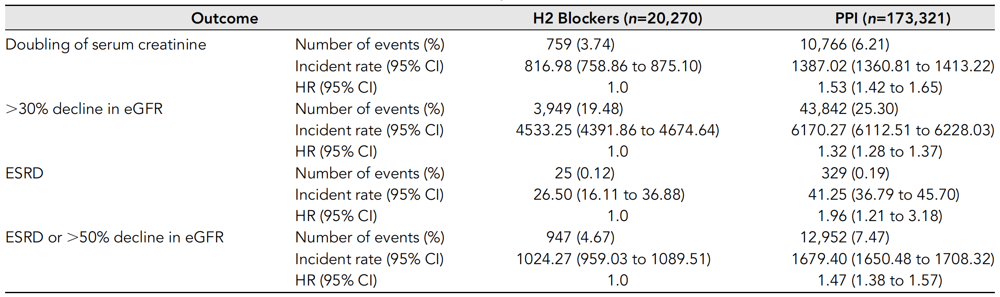 Outcome H2 Blockers (n=20,270) PPI (n=173,321)
Doubling of serum creatinine Number of events (%) 759 (3.74) 10,766 (6.21)
Incident rate (95% CI) 816.98 (758.86 to 875.10) 1387.02 (1360.81 to 1413.22)
HR (95% CI) 1.0 1.53 (1.42 to 1.65)
>30% decline in eGFR Number of events (%) 3,949 (19.48) 43,842 (25.30)
Incident rate (95% CI) 4533.25 (4391.86 to 4674.64) 6170.27 (6112.51 to 6228.03)
HR (95% CI) 1.0 1.32 (1.28 to 1.37)
ESRD Number of events (%) 25 (0.12) 329 (0.19)
Incident rate (95% CI) 26.50 (16.11 to 36.88) 41.25 (36.79 to 45.70)
HR (95% CI) 1.0 1.96 (1.21 to 3.18)
ESRD or >50% decline in eGFR Number of events (%) 947 (4.67) 12,952 (7.47)
Incident rate (95% CI) 1024.27 (959.03 to 1089.51) 1679.40 (1650.48 to 1708.32)
HR (95% CI) 1.0 1.47 (1.38 to 1.57)